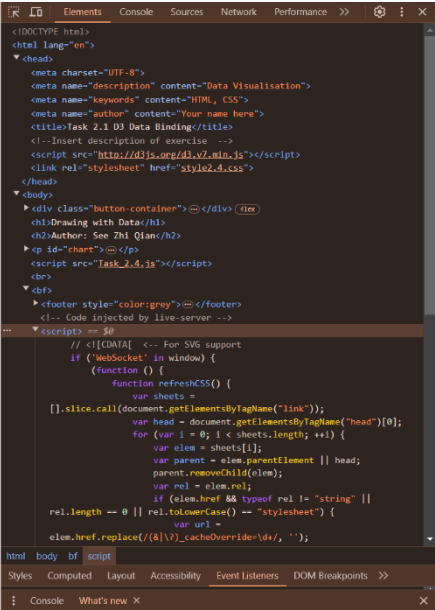 Elements Console Sources Network Performance
<!DOCTYPE html>
<html lang="en">
<head>
<meta charset="UTF-8">
<meta name="description" content="Data Visualisation">
<meta name="keywords" content="HTML, CSS">
<meta name="author" content="Your name here">
<title>Task 2.1 D3 Data Binding</title>
<!--Insert description of exercise -->
<script src="http://d3js.org/d3.v7.min.js"></script>
<link rel="stylesheet" href="style2.4.css">
</head>
<body>
<div class="button-container">…</div> flex
<h1>Drawing with Data</h1>
<h2>Author: See Zhi Qian</h2>
<p id="chart">…</p>
<script src="Task_2.4.js"></script>
<br>
<bf>
<footer style="color:grey">…</footer>
<!-- Code injected by live-server -->
… <script> == $0
// <![CDATA[ <-- For SVG support
if ('WebSocket' in window) {
(function () {
function refreshCSS() {
var sheets =
[].slice.call(document.getElementsByTagName("link"));
var head = document.getElementsByTagName("head")[0];
for (var i = 0; i < sheets.length; ++i) {
var elem = sheets[i];
var parent = elem.parentElement || head;
parent.removeChild(elem);
var rel = elem.rel;
if (elem.href && typeof rel != "string" ||
rel.length == 0 || rel.toLowerCase() == "stylesheet") {
var url =
elem.href.replace(/(&|\?)_cacheOverride=\d+/, '');
html body bf script
Styles Computed Layout Accessibility Event Listeners DOM Breakpoints
Console What's new